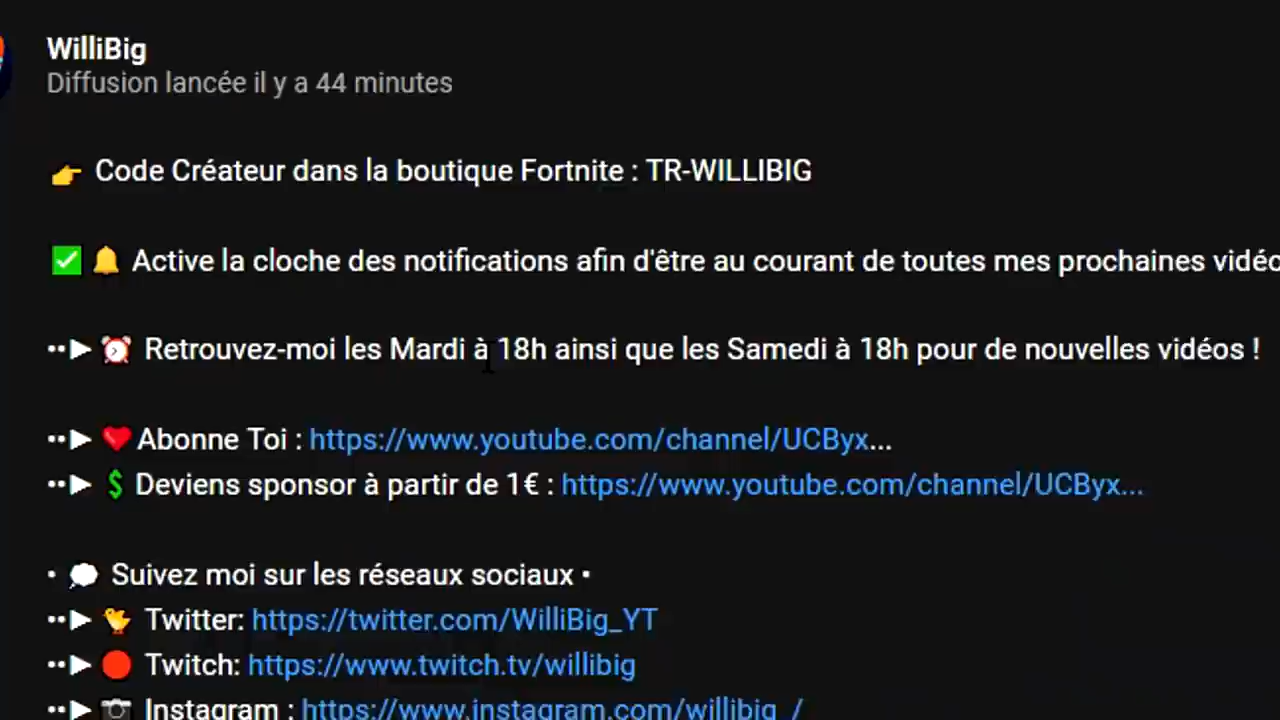 WilliBig
Diffusion lancée il y a 44 minutes
👉 Code Créateur dans la boutique Fortnite : TR-WILLIBIG
✅🔔 Active la cloche des notifications afin d'être au courant de toutes mes prochaines vidéo
••► ⏰ Retrouvez-moi les Mardi à 18h ainsi que les Samedi à 18h pour de nouvelles vidéos !
••► ❤️Abonne Toi : https://www.youtube.com/channel/UCByx...
••► 💲 Deviens sponsor à partir de 1€ : https://www.youtube.com/channel/UCByx...
• 💭 Suivez moi sur les réseaux sociaux •
••► 🐤 Twitter: https://twitter.com/WilliBig_YT
••► 🔴 Twitch: https://www.twitch.tv/willibig
••► 📷 Instagram : https://www.instagram.com/willibig_/